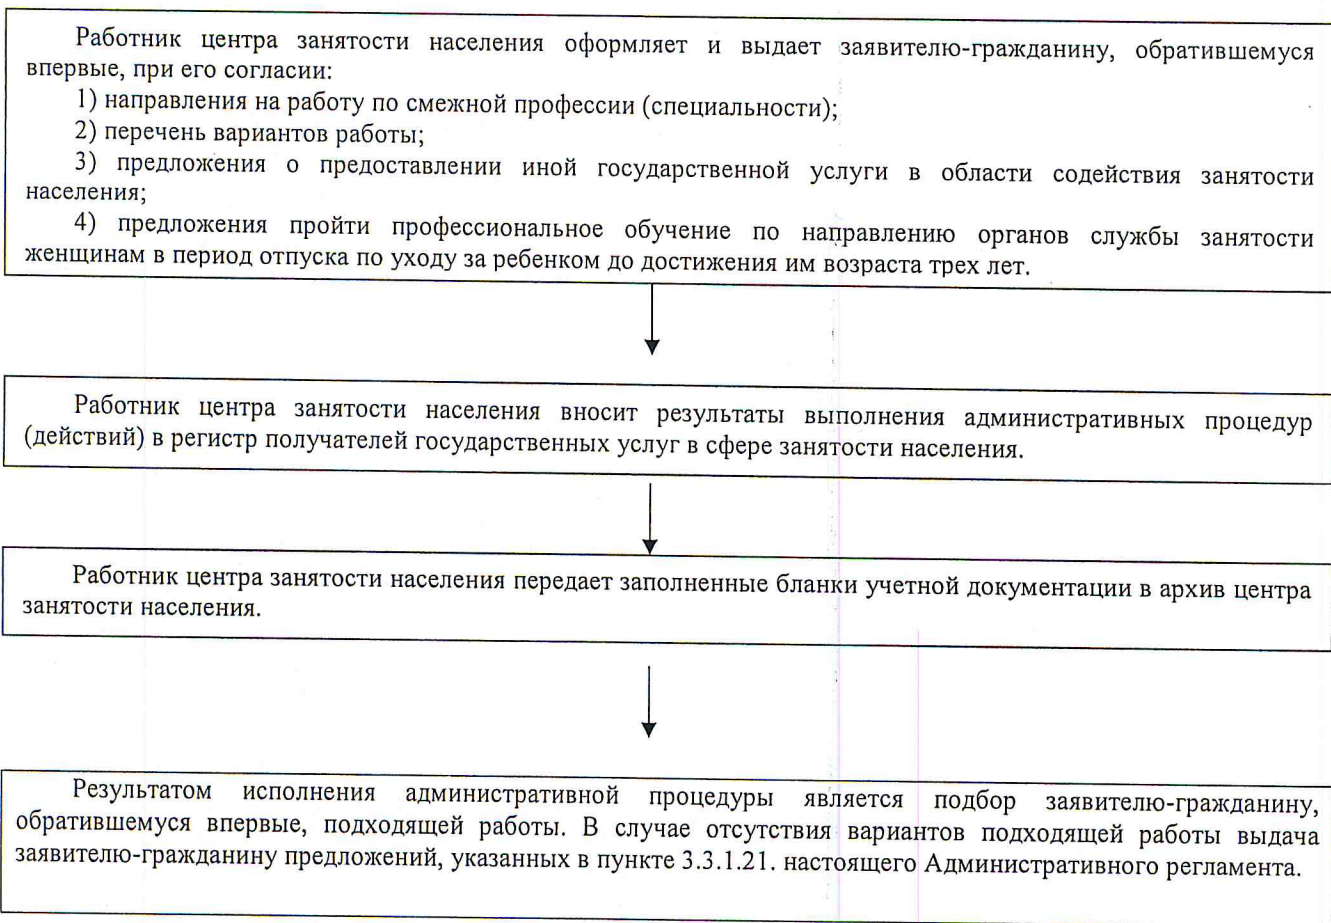 Работник центра занятости населения оформляет и выдает заявителю-гражданину, обратившемуся
впервые, при его согласии:
1) направления на работу по смежной профессии (специальности);
2) перечень вариантов работы;
3) предложения о предоставлении иной государственной услуги в области содействия занятости
населения;
4) предложения пройти профессиональное обучение по направлению органов службы занятости
женщинам в период отпуска по уходу за ребенком до достижения им возраста трех лет.
Работник центра занятости населения вносит результаты выполнения административных процедур
(действий) в регистр получателей государственных услуг в сфере занятости населения.
Работник центра занятости населения передает заполненные бланки учетной документации в архив центра
занятости населения.
Результатом исполнения административной процедуры является подбор заявителю-гражданину,
обратившемуся впервые, подходящей работы. В случае отсутствия вариантов подходящей работы выдача
заявителю-гражданину предложений, указанных в пункте 3.3.1.21. настоящего Административного регламента.